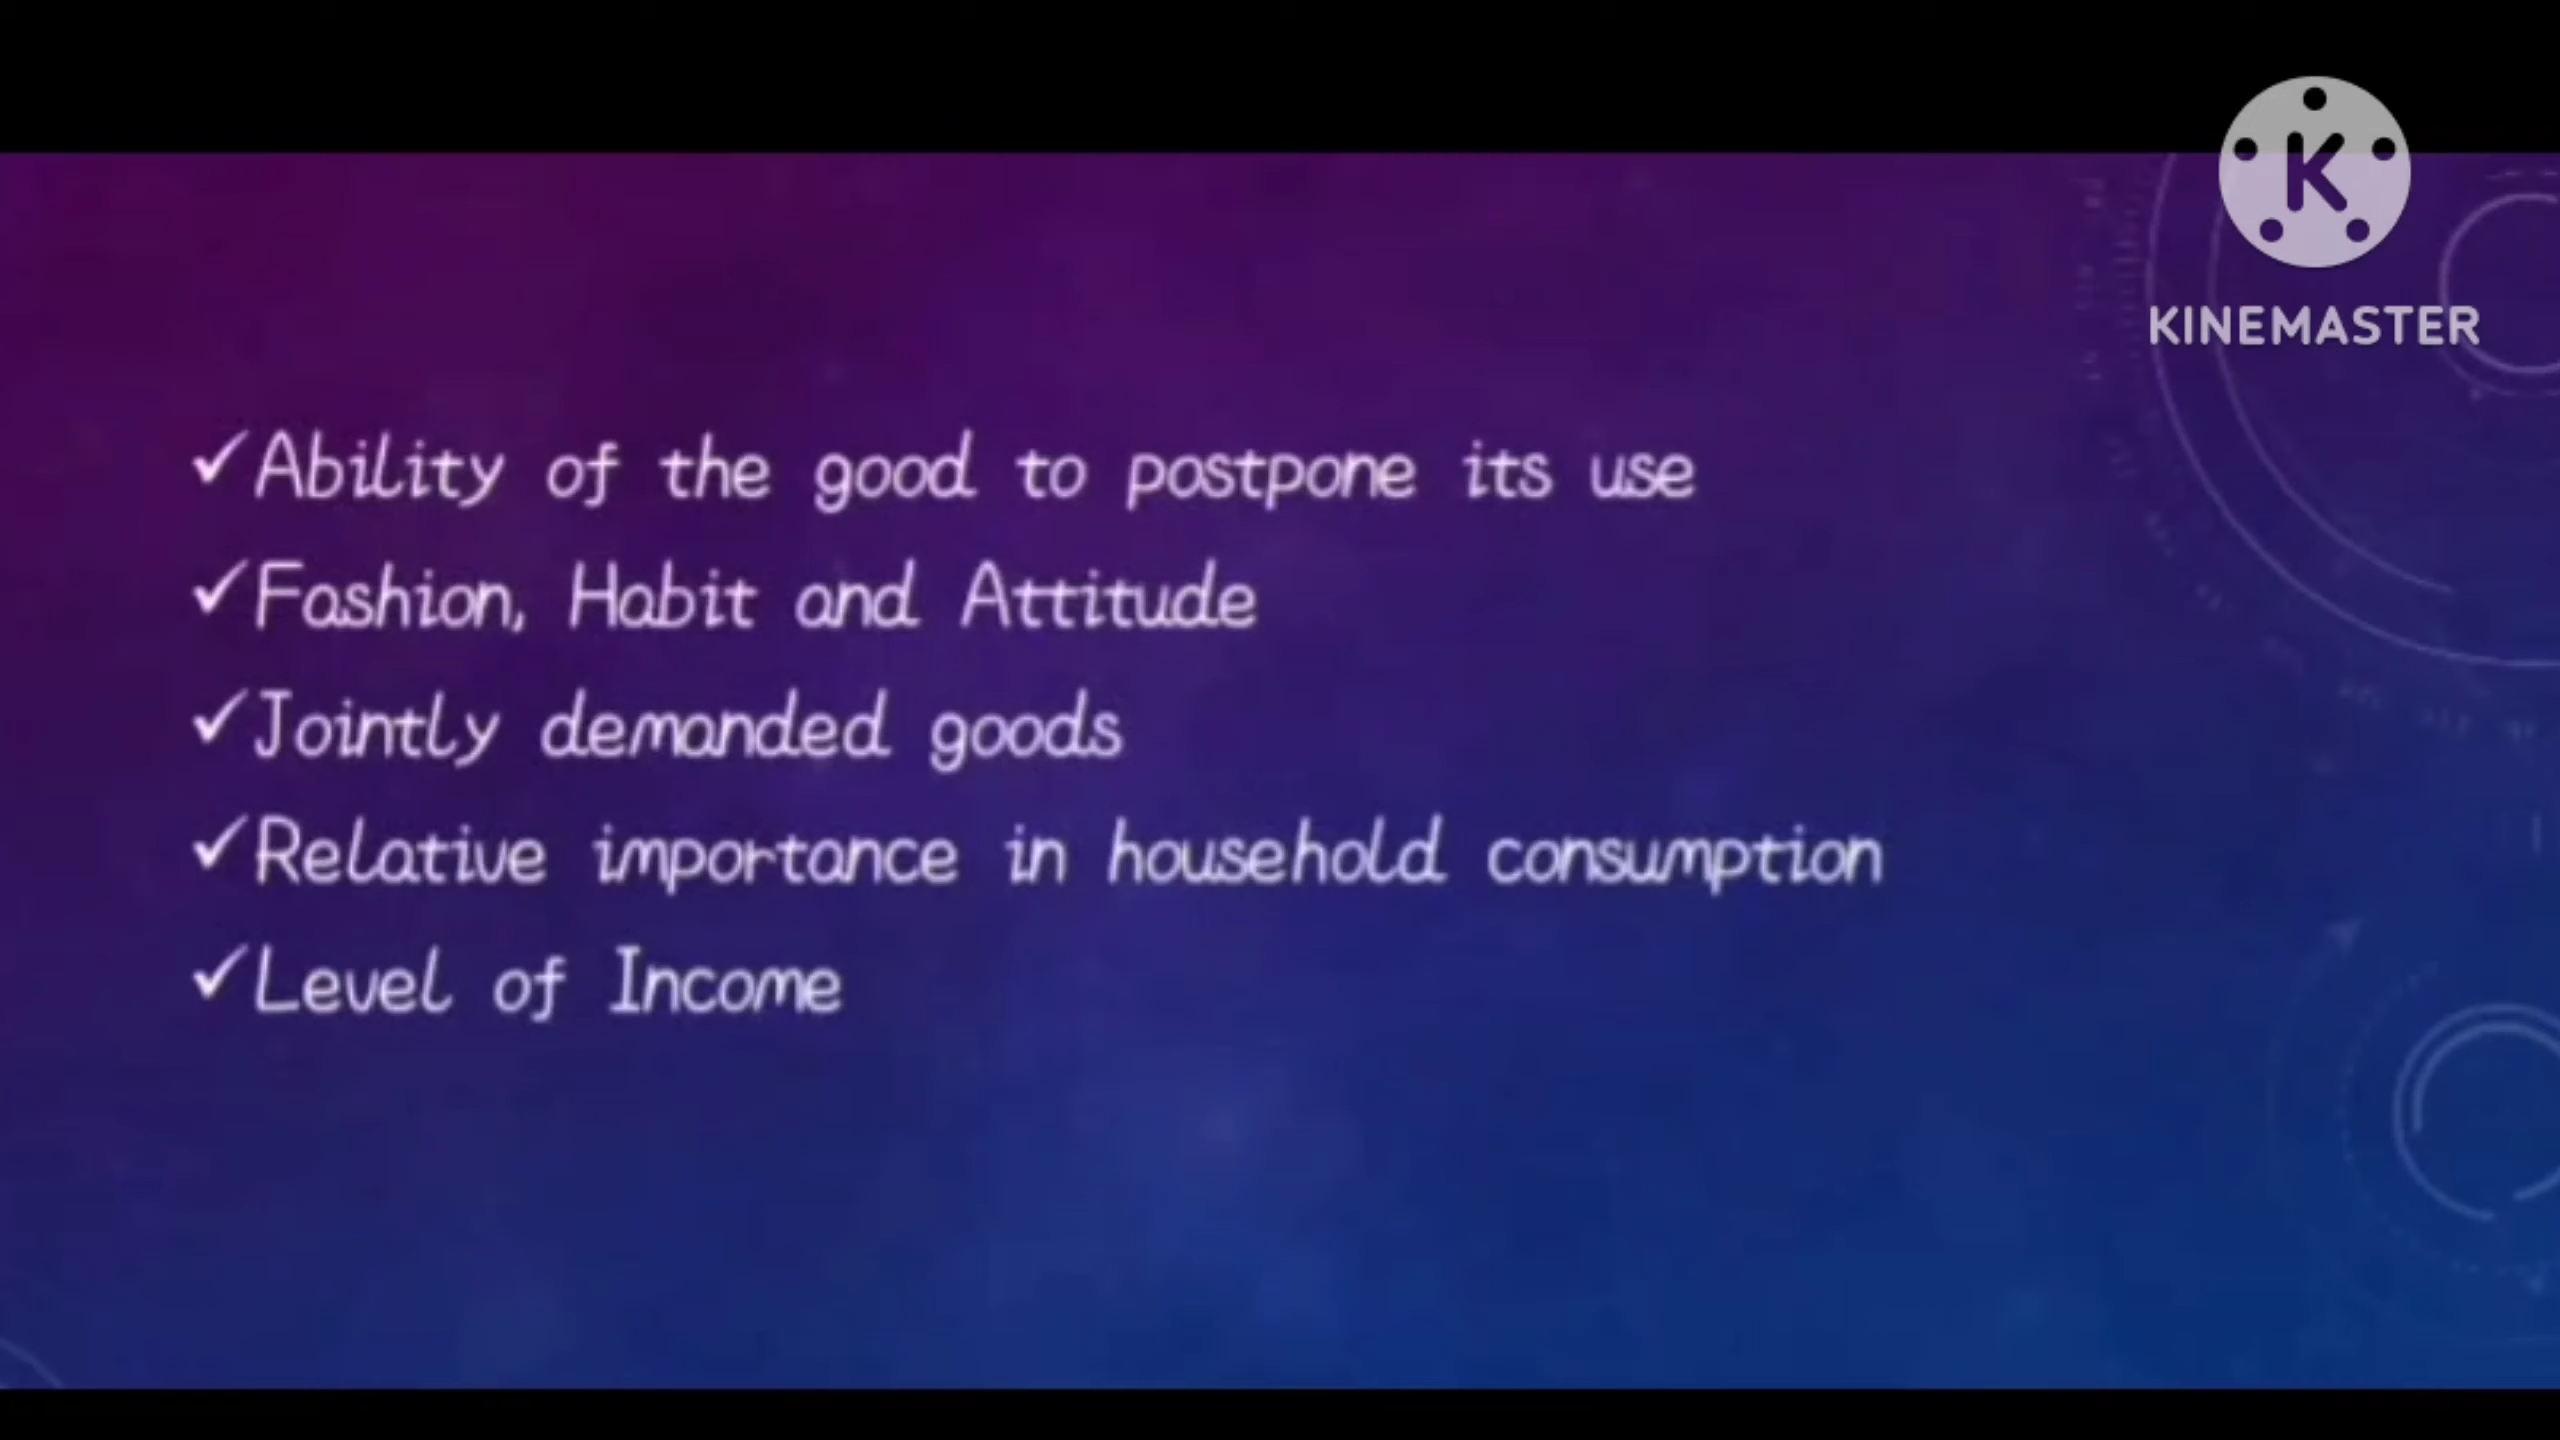 KINEMASTER
✓Ability of the good to postpone its use
✓Fashion, Habit and Attitude
✓Jointly demanded goods
✓Relative importance in household consumption
✓Level of Income